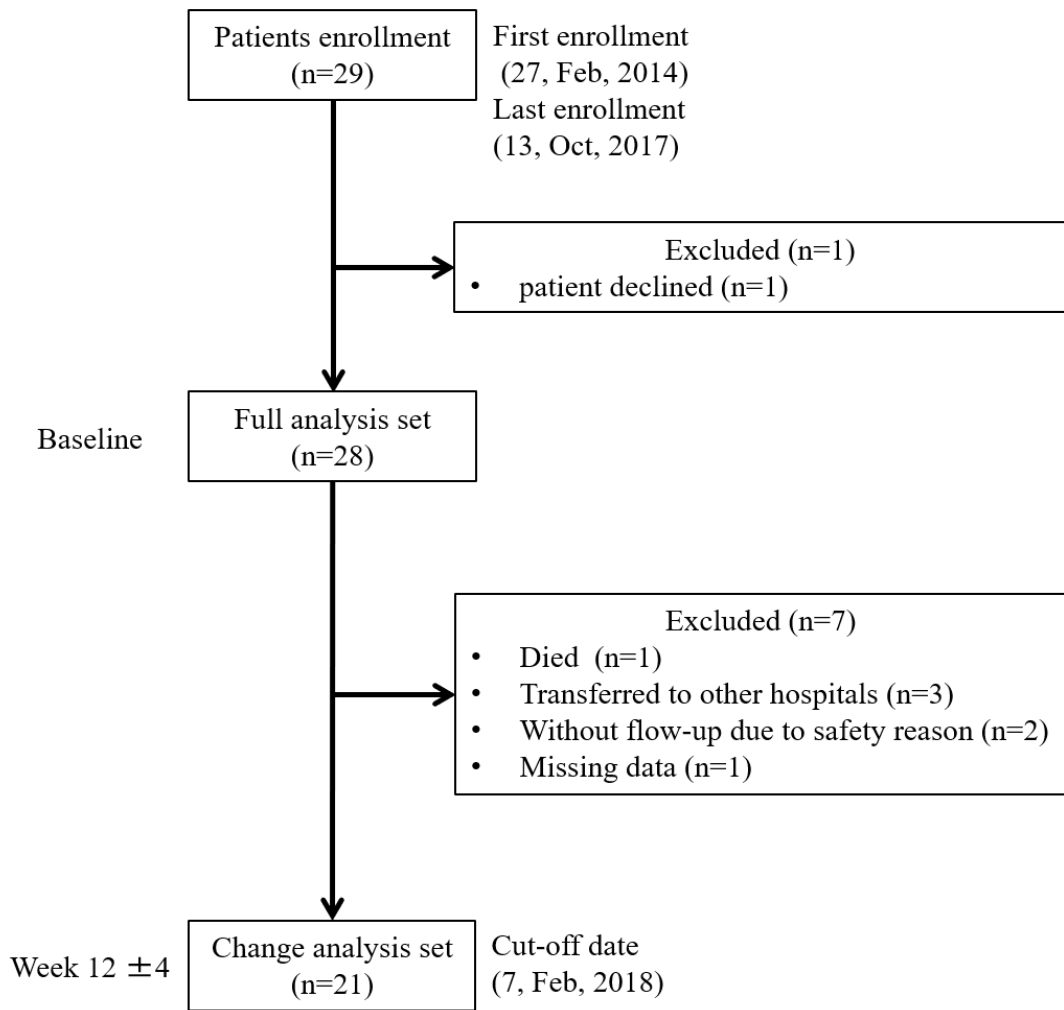 Patients enrollment
(n=29)
First enrollment
(27, Feb, 2014)
Last enrollment
(13, Oct, 2017)
Excluded (n=1)
• patient declined (n=1)
Baseline
Full analysis set
(n=28)
Excluded (n=7)
• Died (n=1)
• Transferred to other hospitals (n=3)
• Without flow-up due to safety reason (n=2)
• Missing data (n=1)
Week 12 ±4
Change analysis set
(n=21)
Cut-off date
(7, Feb, 2018)